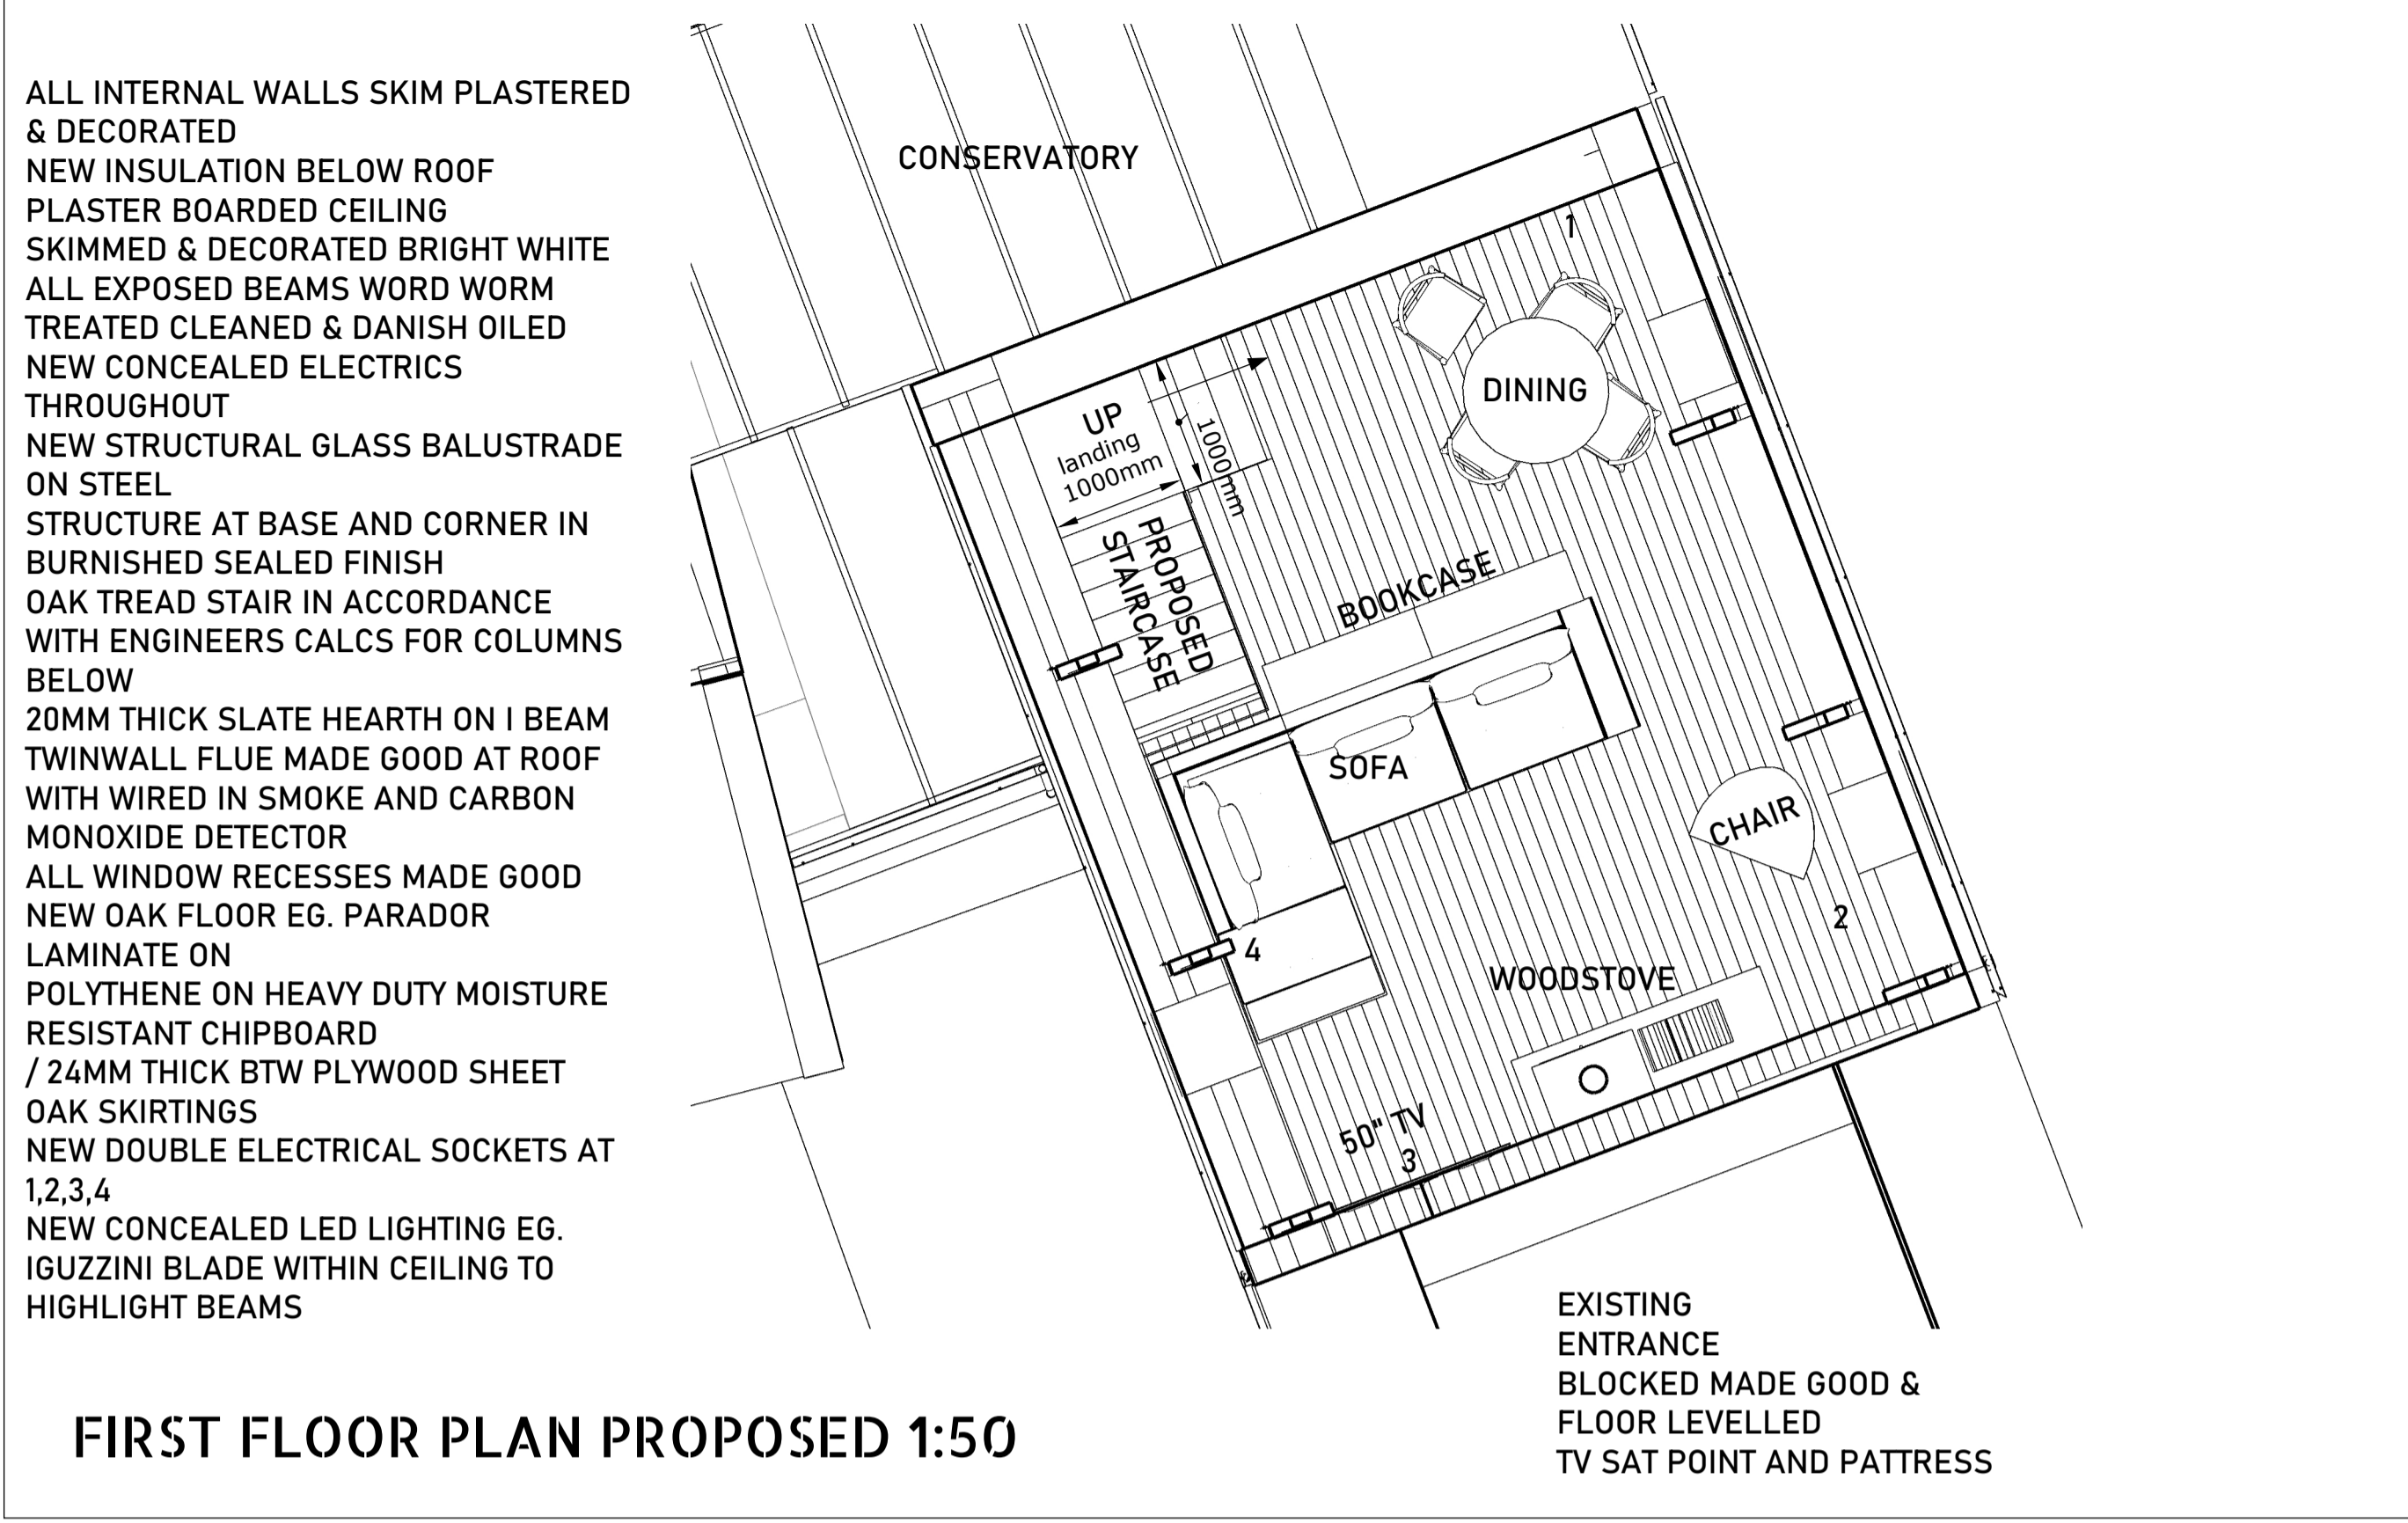 ALL INTERNAL WALLS SKIM PLASTERED
& DECORATED
NEW INSULATION BELOW ROOF
PLASTER BOARDED CEILING
SKIMMED & DECORATED BRIGHT WHITE
ALL EXPOSED BEAMS WORD WORM
TREATED CLEANED & DANISH OILED
NEW CONCEALED ELECTRICS
THROUGHOUT
NEW STRUCTURAL GLASS BALUSTRADE
ON STEEL
STRUCTURE AT BASE AND CORNER IN
BURNISHED SEALED FINISH
OAK TREAD STAIR IN ACCORDANCE
WITH ENGINEERS CALCS FOR COLUMNS
BELOW
20MM THICK SLATE HEARTH ON I BEAM
TWINWALL FLUE MADE GOOD AT ROOF
WITH WIRED IN SMOKE AND CARBON
MONOXIDE DETECTOR
ALL WINDOW RECESSES MADE GOOD
NEW OAK FLOOR EG. PARADOR
LAMINATE ON
POLYTHENE ON HEAVY DUTY MOISTURE
RESISTANT CHIPBOARD
/ 24MM THICK BTW PLYWOOD SHEET
OAK SKIRTINGS
NEW DOUBLE ELECTRICAL SOCKETS AT
1,2,3,4
NEW CONCEALED LED LIGHTING EG.
IGUZZINI BLADE WITHIN CEILING TO
HIGHLIGHT BEAMS
CONSERVATORY
1
DINING
UP
landing
1000mm
1000mm
PROPOSED
STAIRCASE
BOOKCASE
SOFA
CHAIR
2
4
WOODSTOVE
50" TV
3
EXISTING
ENTRANCE
BLOCKED MADE GOOD &
FLOOR LEVELLED
TV SAT POINT AND PATTRESS
FIRST FLOOR PLAN PROPOSED 1:50